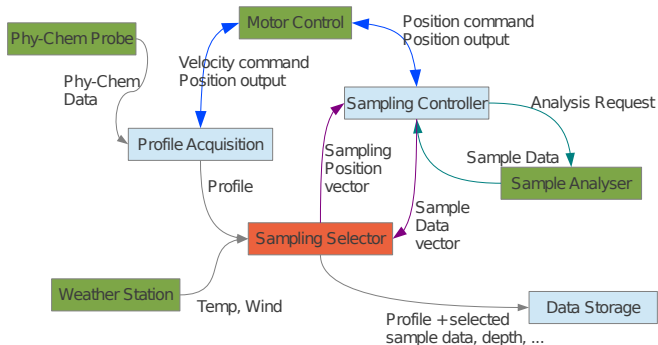 Motor Control
Phy-Chem Probe
Position command
Position output
Velocity command
Position output
Phy-Chem
Data
Sampling Controller
Analysis Request
Profile Acquisition
Sampling
Position
vector
Sample Data
Profile
Sample Analyser
Sample
Data
vector
Sampling Selector
Weather Station
Temp, Wind
Data Storage
Profile + selected
sample data, depth, ...